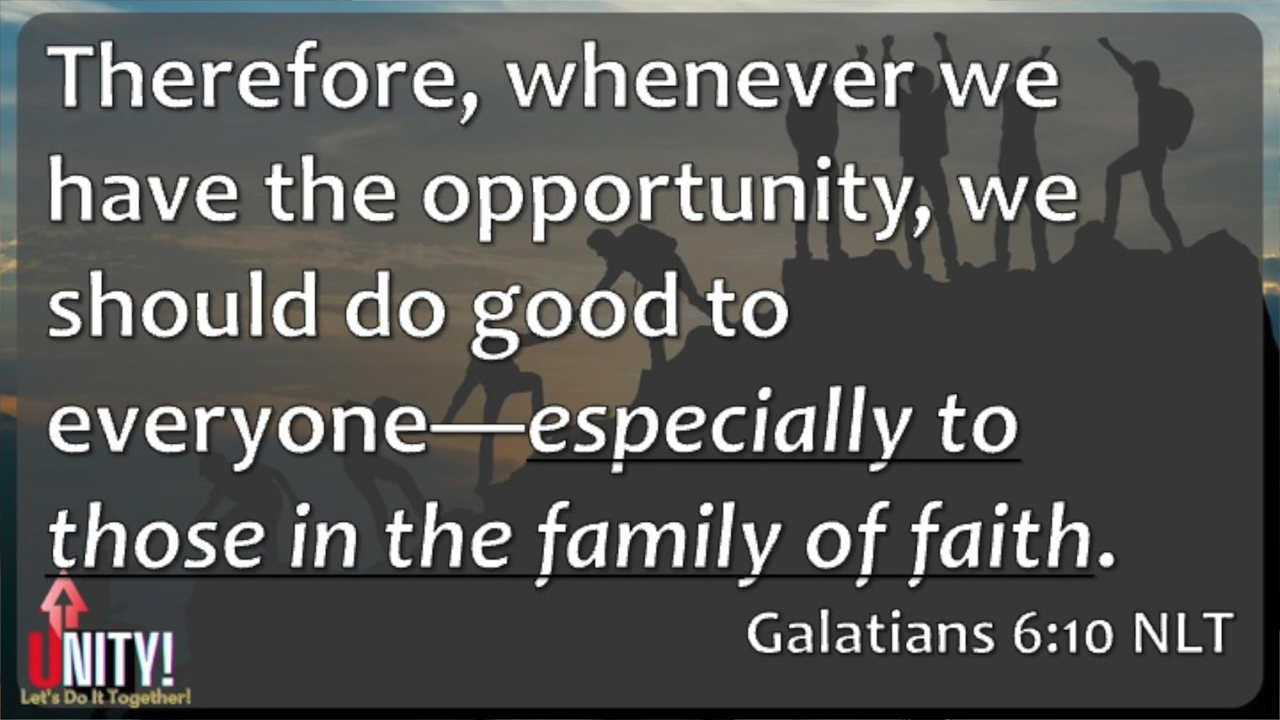 Therefore, whenever we
have the opportunity, we
should do good to
everyone—especially to
those in the family of faith.
Galatians 6:10 NLT
UNITY!
Let's Do It Together!